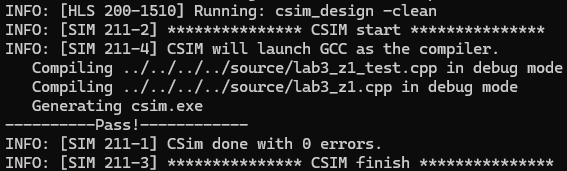 INFO: [HLS 200-1510] Running: csim_design -clean
INFO: [SIM 211-2] *************** CSIM start ***************
INFO: [SIM 211-4] CSIM will launch GCC as the compiler.
   Compiling ../../../../source/lab3_z1_test.cpp in debug mode
   Compiling ../../../../source/lab3_z1.cpp in debug mode
   Generating csim.exe
----------Pass!------------
INFO: [SIM 211-1] CSim done with 0 errors.
INFO: [SIM 211-3] *************** CSIM finish ***************